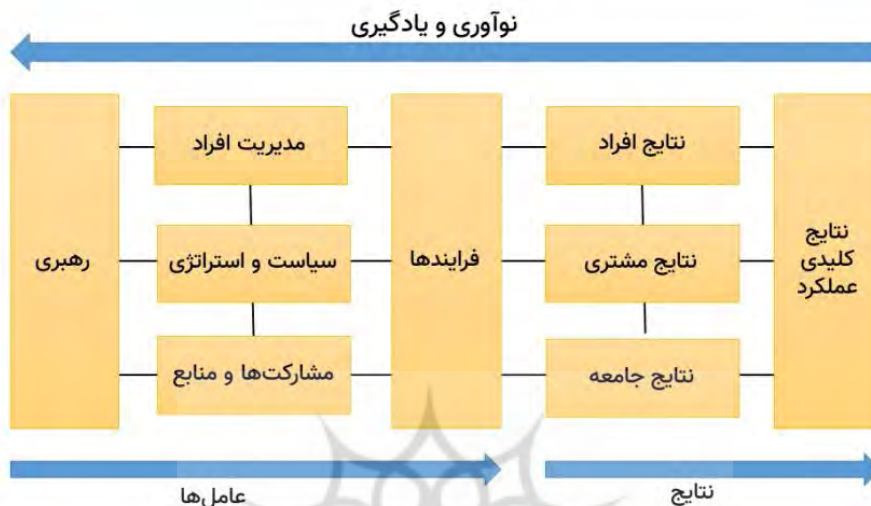 نوآوری و یادگیری
رهبری
مدیریت افراد
سیاست و استراتژی
مشارکت‌ها و منابع
فرایندها
نتایج افراد
نتایج مشتری
نتایج جامعه
نتایج
کلیدی
عملکرد
عامل‌ها
نتایج